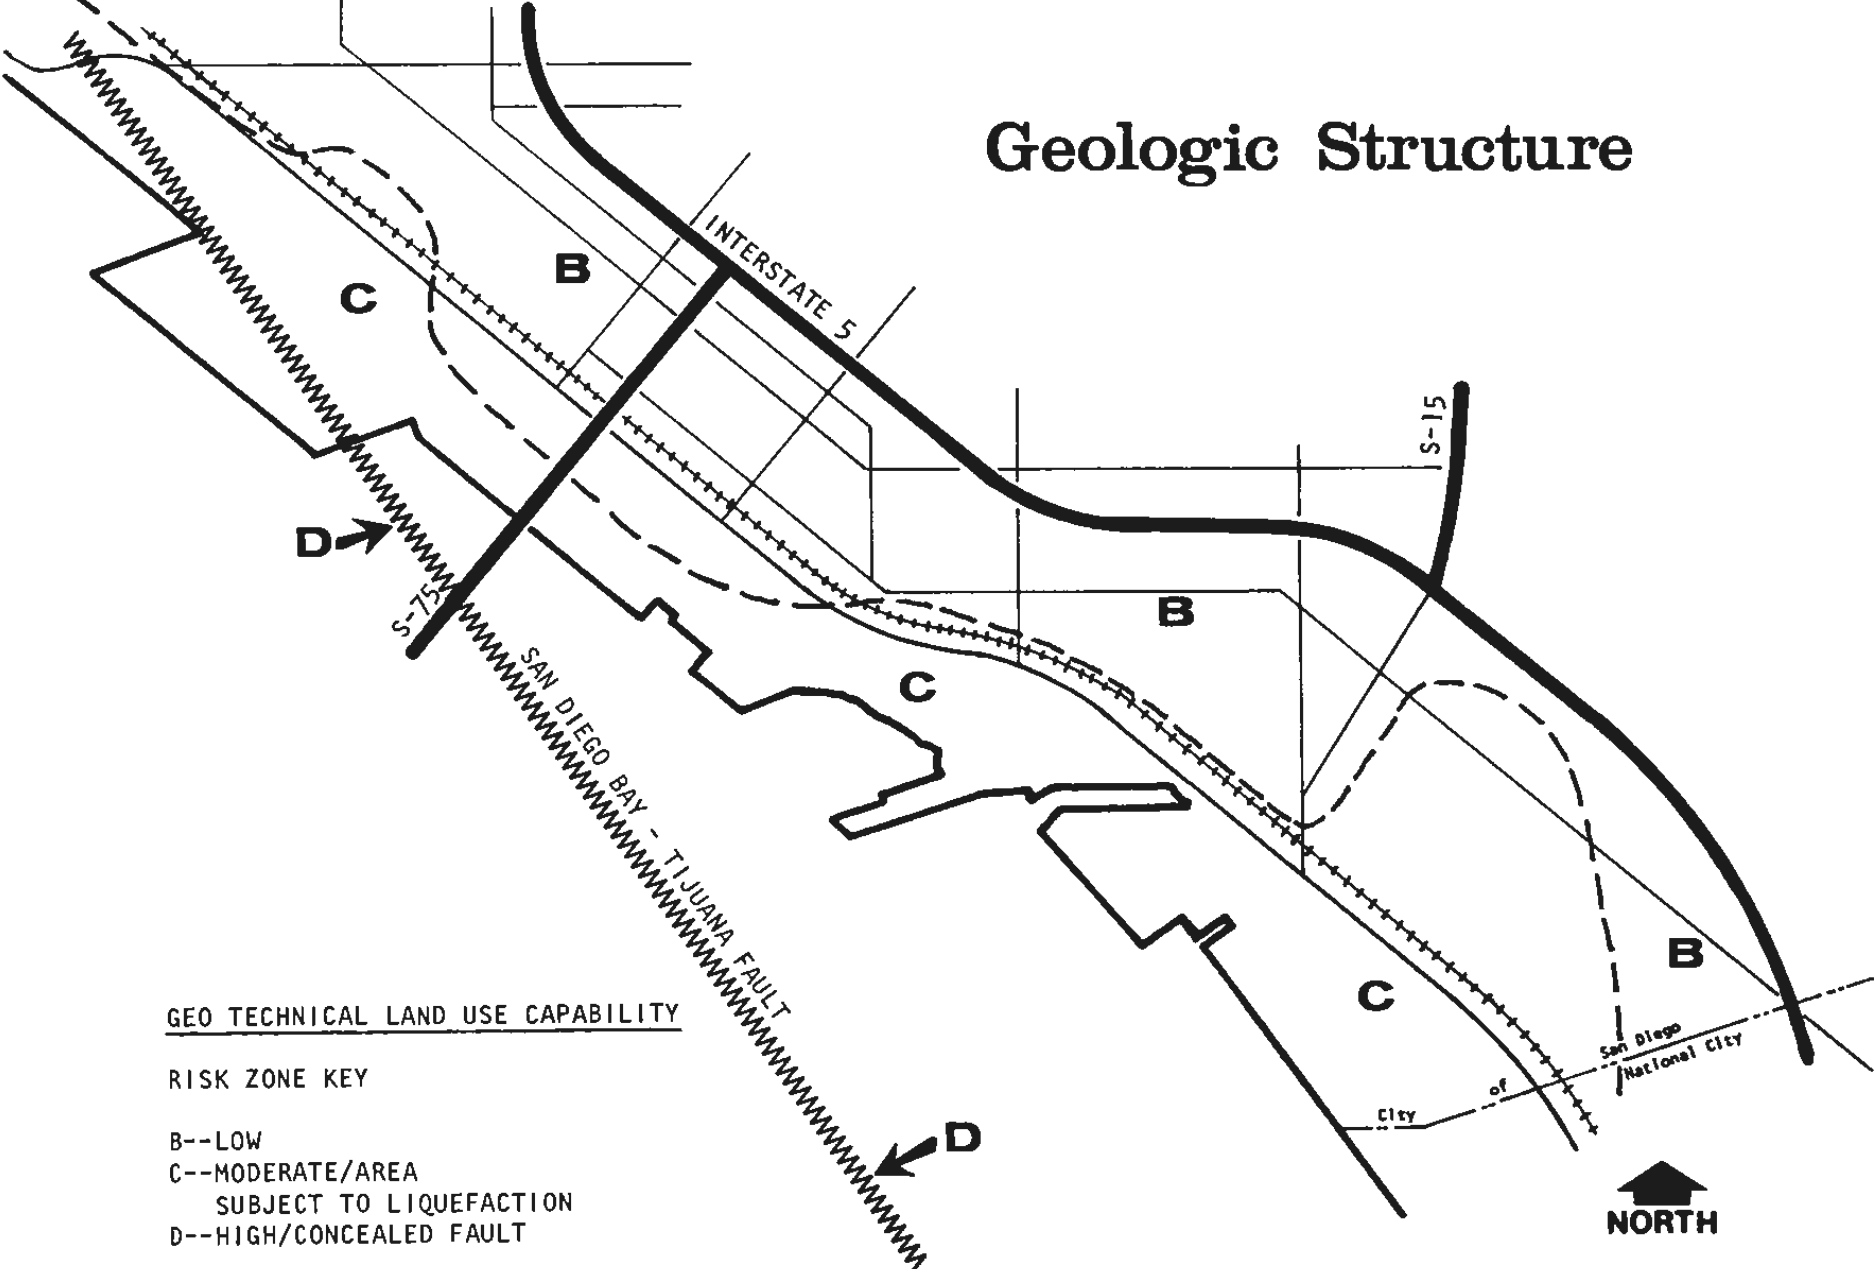 Geologic Structure
INTERSTATE 5
B
C
S-15
D
S-75
B
SAN DIEGO BAY - TIJUANA FAULT
C
B
C
GEO TECHNICAL LAND USE CAPABILITY
San Diego
National City
RISK ZONE KEY
City of
B--LOW
D
C--MODERATE/AREA
SUBJECT TO LIQUEFACTION
D--HIGH/CONCEALED FAULT
NORTH